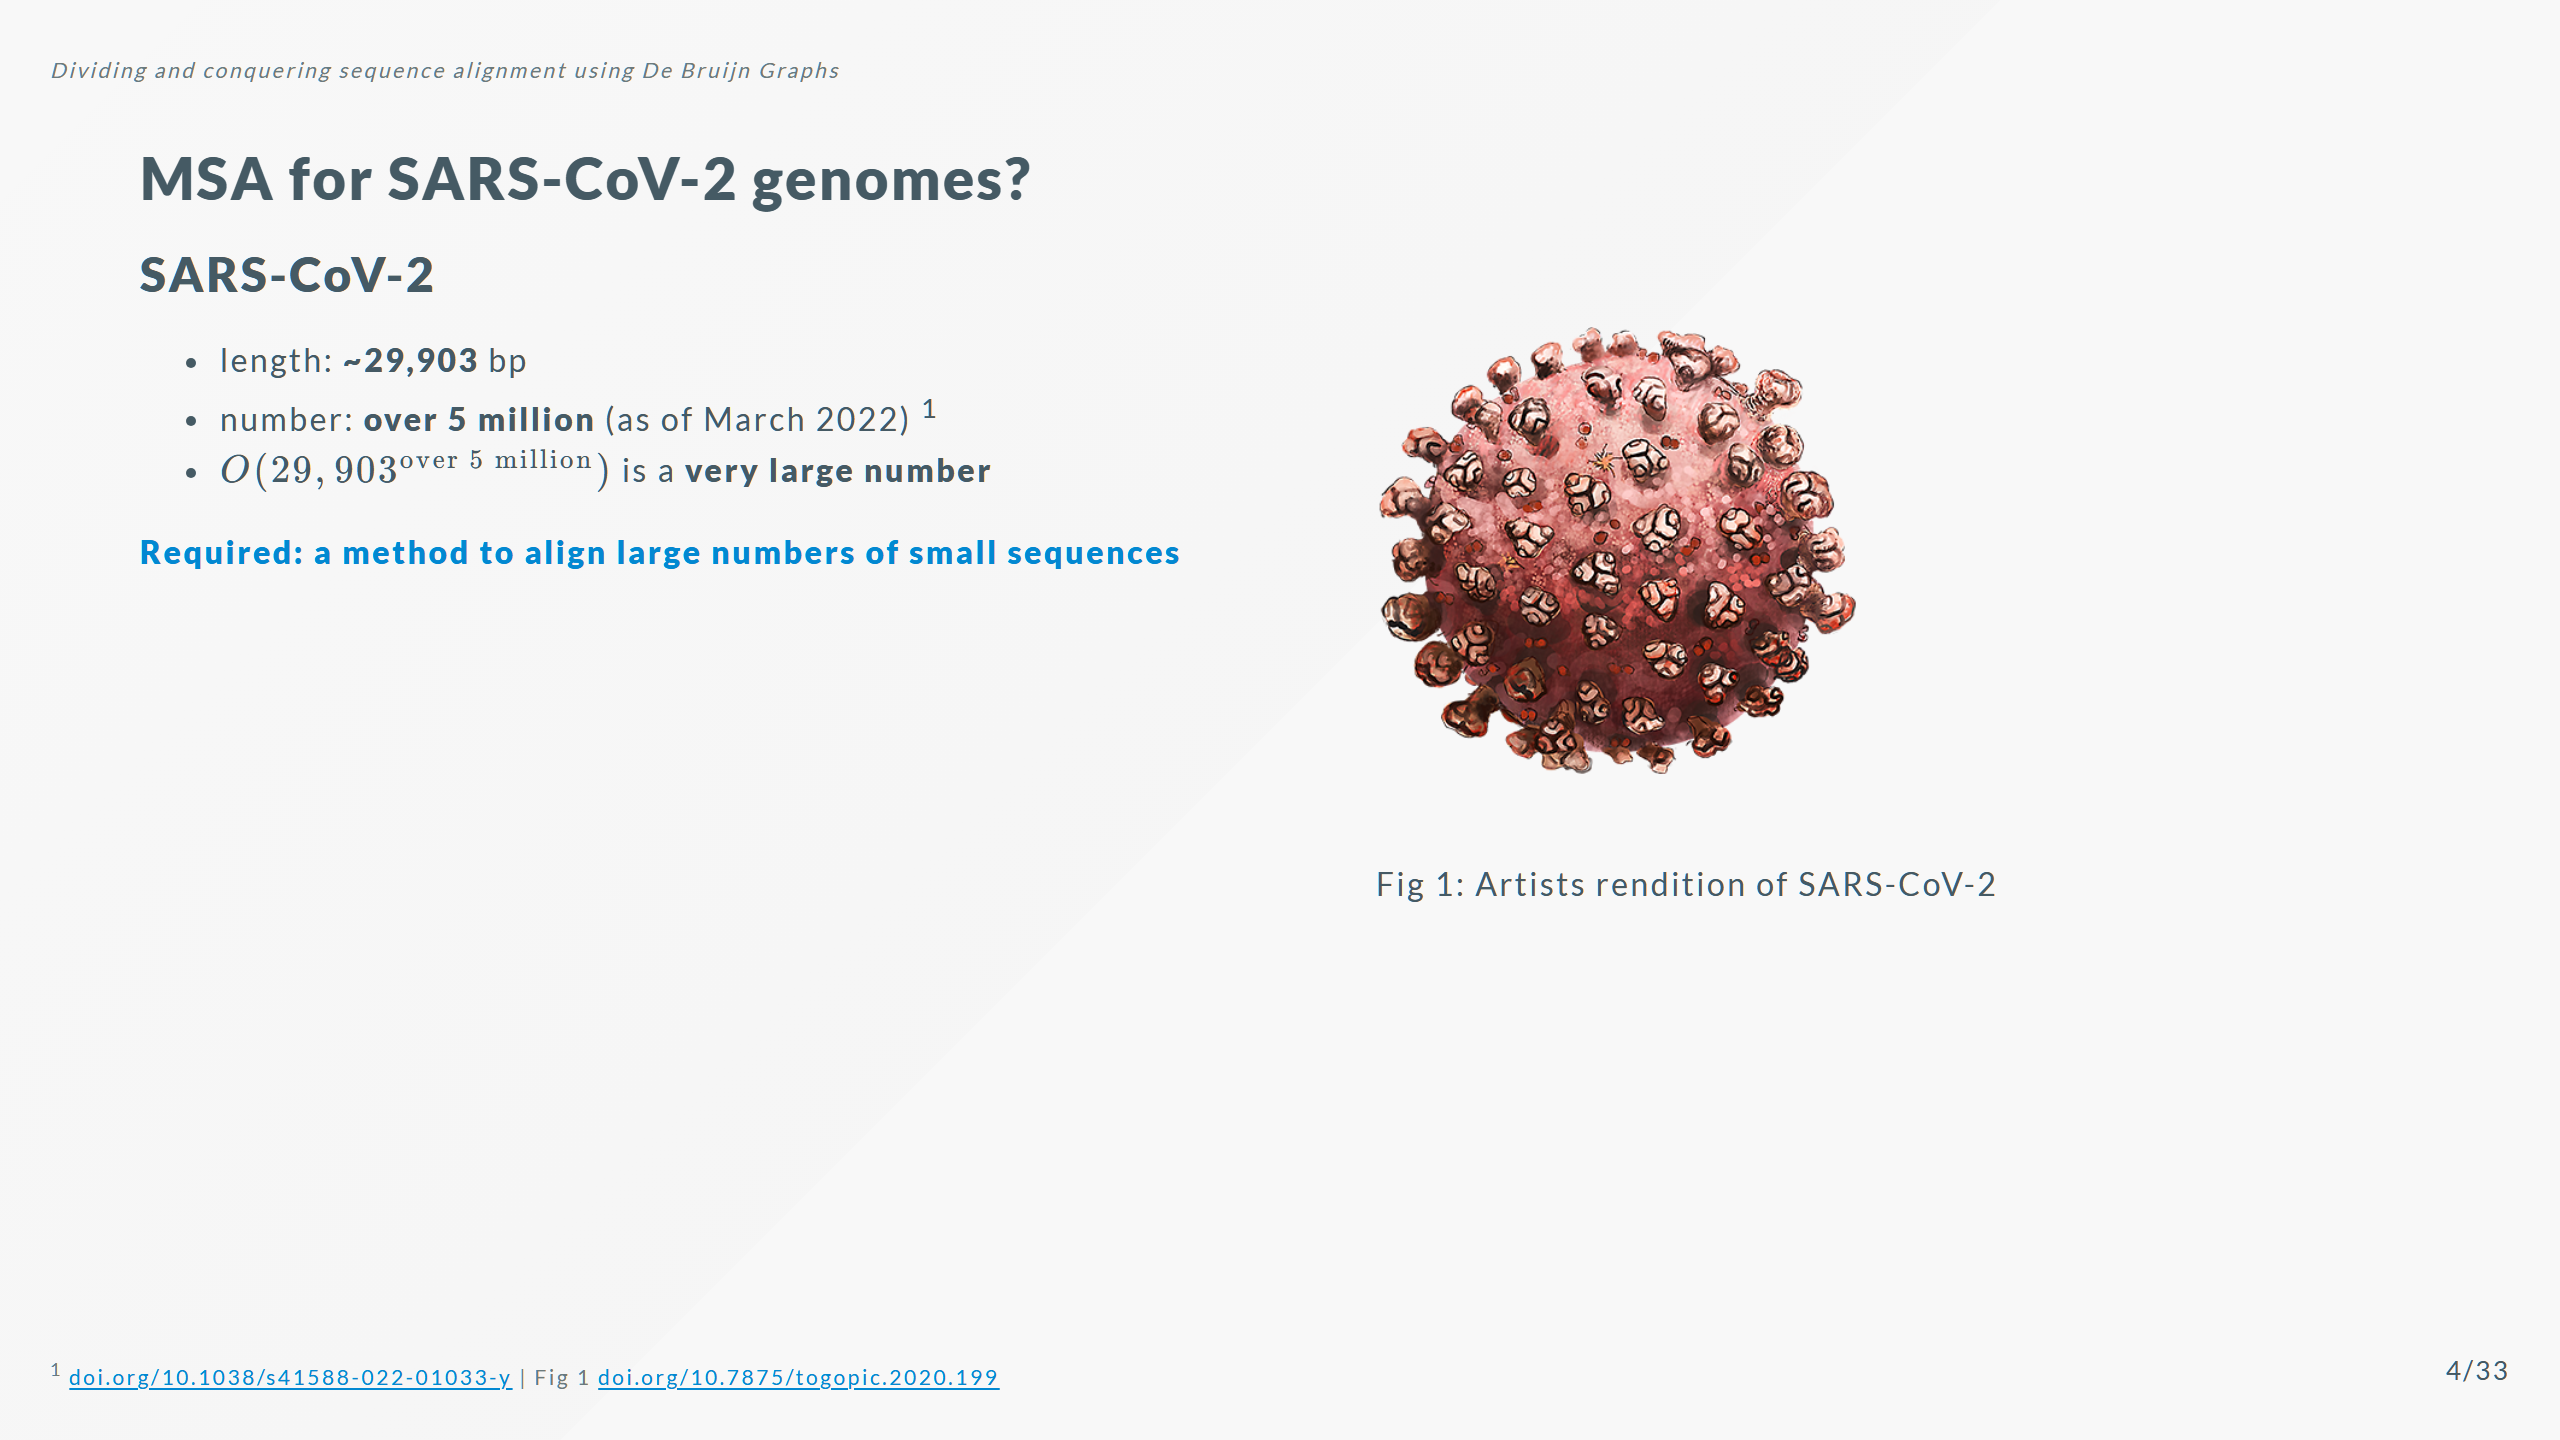 Dividing and conquering sequence alignment using De Bruijn Graphs
MSA for SARS-CoV-2 genomes?
SARS-CoV-2
• length: ~29,903 bp
• number: over 5 million (as of March 2022) 1
• O(29,903^over 5 million) is a very large number
Required: a method to align large numbers of small sequences
Fig 1: Artists rendition of SARS-CoV-2
1 doi.org/10.1038/s41588-022-01033-y | Fig 1 doi.org/10.7875/togopic.2020.199
4/33